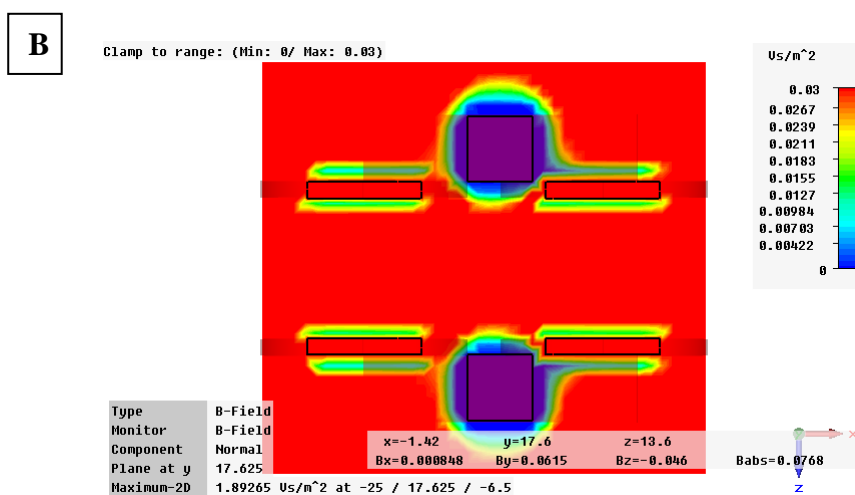 B
Clamp to range: (Min: 0/ Max: 0.03)
Vs/m^2
0.03
0.0267
0.0239
0.0211
0.0183
0.0155
0.0127
0.00984
0.00703
0.00422
0
Type B-Field
Monitor B-Field
Component Normal
Plane at y 17.625
Maximum-2D 1.89265 Vs/m^2 at -25 / 17.625 / -6.5
x=-1.42 y=17.6 z=13.6
Bx=0.000848 By=0.0615 Bz=-0.046 Babs=0.0768
x
z